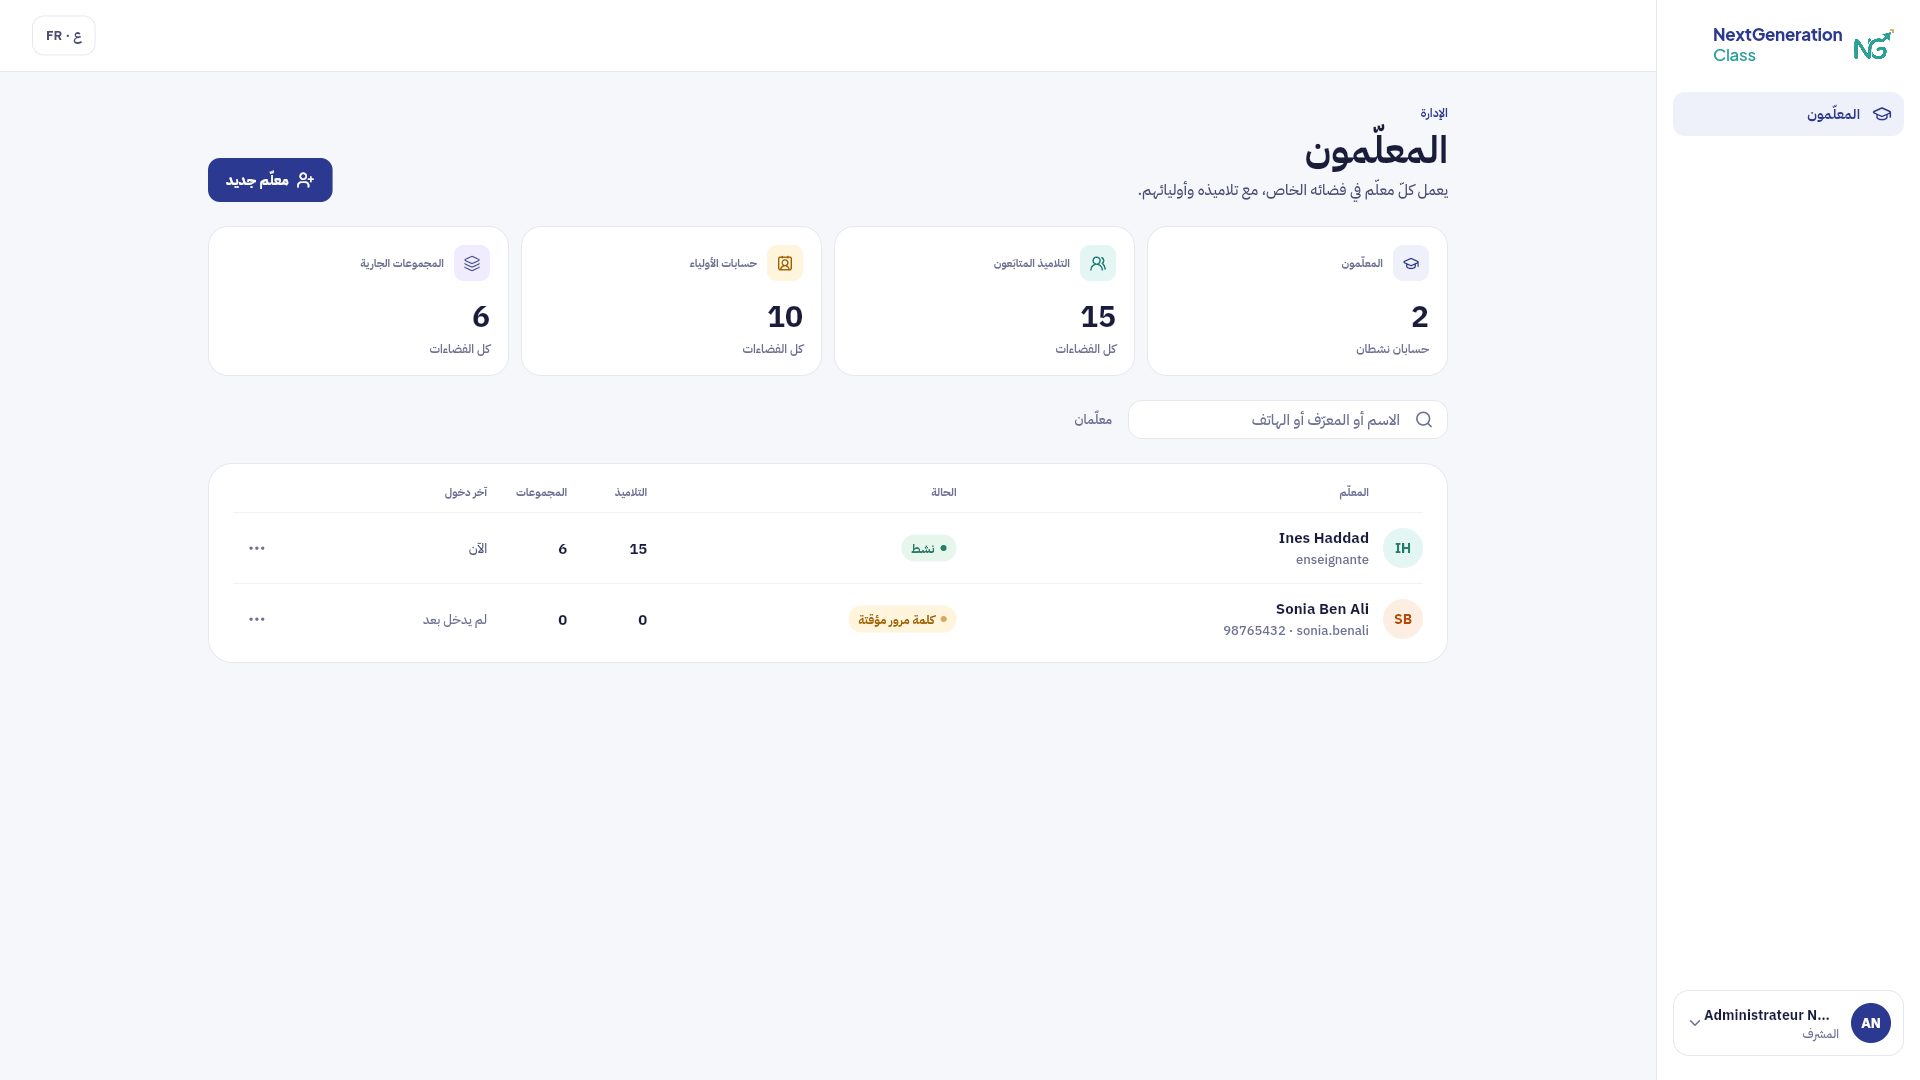 NextGeneration
Class
NG
FR · ع
المعلّمون
الإدارة
المعلّمون
يعمل كلّ معلّم في فضائه الخاص، مع تلاميذه وأوليائهم.
معلّم جديد
المعلّمون
2
حسابان نشطان
التلاميذ المتابَعون
15
كل الفضاءات
حسابات الأولياء
10
كل الفضاءات
المجموعات الجارية
6
كل الفضاءات
الاسم أو المعرّف أو الهاتف
معلّمان
المعلّم الحالة التلاميذ المجموعات آخر دخول
IH Ines Haddad نشط 15 6 الآن
enseignante
SB Sonia Ben Ali كلمة مرور مؤقتة 0 0 لم يدخل بعد
98765432 · sonia.benali
AN Administrateur N...
المشرف